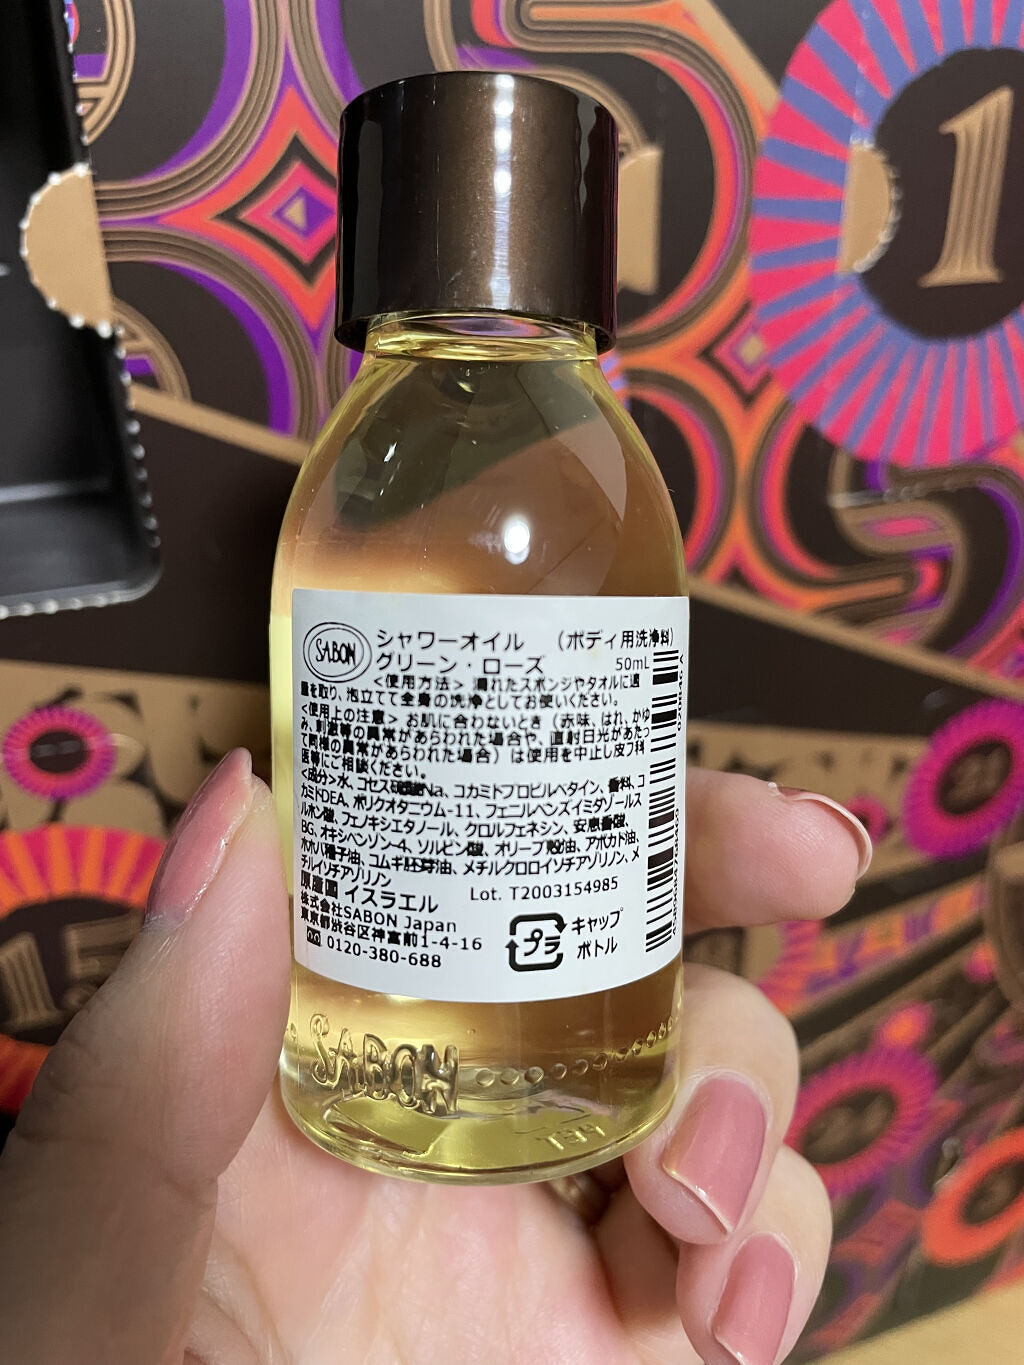 1
SABON
シャワーオイル （ボディ用洗浄料）
グリーン・ローズ 50mL
<使用方法> 濡れたスポンジやタオルに適
量を取り、泡立てて全身の洗浄としてお使いください。
<使用上の注意> お肌に合わないとき（赤味、はれ、かゆ
み、刺激等の異常があらわれた場合や、直射日光があたっ
て同様の異常があらわれた場合）は使用を中止し皮フ科
医等にご相談ください。
<成分>水、コセス硫酸Na、コカミドプロピルベタイン、香料、コ
カミドDEA、ポリクオタニウム-11、フェニルベンズイミダゾールス
ルホン酸、フェノキシエタノール、クロルフェネシン、安息香酸、
BG、オキシベンゾン-4、ソルビン酸、オリーブ油、アボカド油、
ホホバ種子油、コムギ胚芽油、メチルクロロイソチアゾリノン、メ
チルイソチアゾリノン
原産国 イスラエル Lot. T2003154985
株式会社SABON Japan
東京都渋谷区神宮前1-4-16
0120-380-688
プラ キャップ
ボトル
SABON
PET
15
21